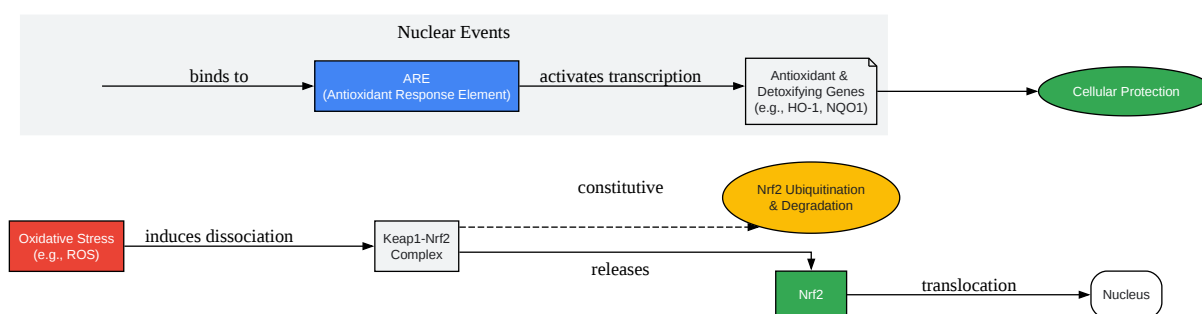 Nuclear Events
binds to
ARE
(Antioxidant Response Element)
activates transcription
Antioxidant &
Detoxifying Genes
(e.g., HO-1, NQO1)
Cellular Protection
constitutive
Nrf2 Ubiquitination
& Degradation
Oxidative Stress
(e.g., ROS)
induces dissociation
Keap1-Nrf2
Complex
releases
Nrf2
translocation
Nucleus